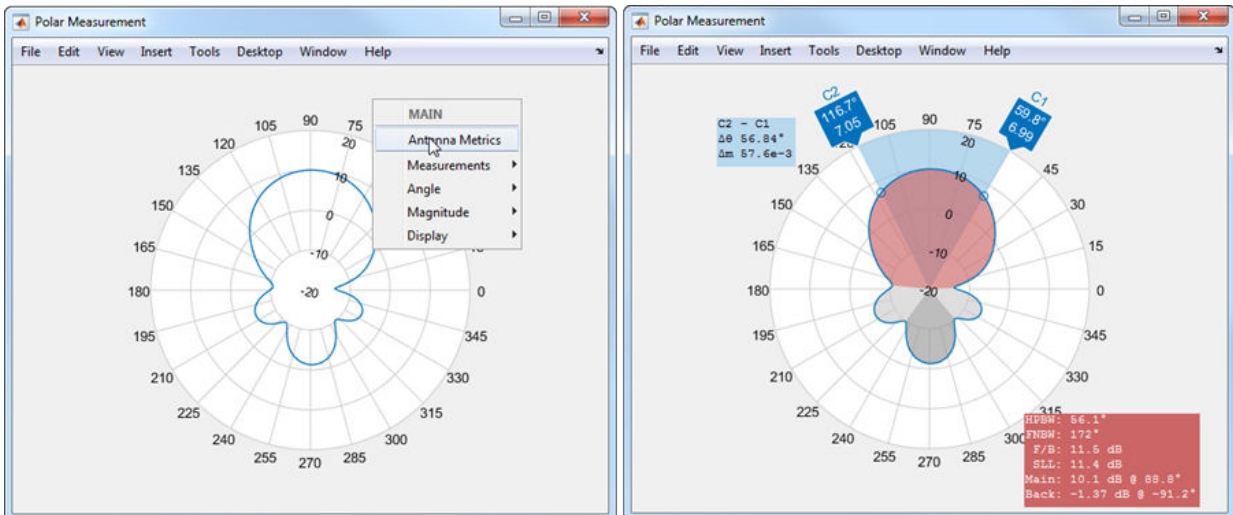 Polar Measurement
File Edit View Insert Tools Desktop Window Help
MAIN
Antenna Metrics
Measurements
Angle
Magnitude
Display
90
75
105
120
135
150
165
180
195
210
225
240
255
270
285
300
315
330
345
0
20
10
0
-10
-20
Polar Measurement
File Edit View Insert Tools Desktop Window Help
C2
116.7°
7.05
C1
59.8°
6.99
C2 - C1
Δθ 56.84°
Δm 57.6e-3
90
75
105
135
150
165
180
195
210
225
240
255
270
285
300
330
345
0
15
30
45
20
10
0
-10
-20
HPBW: 56.1°
FNBW: 172°
F/B: 11.5 dB
SLL: 11.4 dB
Main: 10.1 dB @ 88.8°
Back: -1.37 dB @ -91.2°